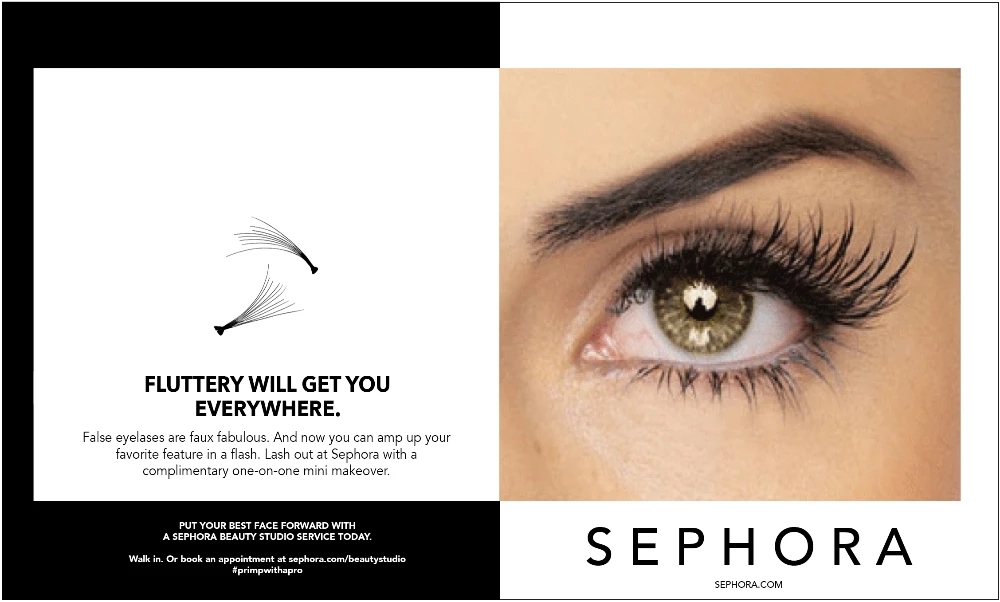 FLUTTERY WILL GET YOU
EVERYWHERE.
False eyelases are faux fabulous. And now you can amp up your
favorite feature in a flash. Lash out at Sephora with a
complimentary one-on-one mini makeover.
PUT YOUR BEST FACE FORWARD WITH
A SEPHORA BEAUTY STUDIO SERVICE TODAY.
Walk in. Or book an appointment at sephora.com/beautystudio
#primpwithapro
SEPHORA
SEPHORA.COM